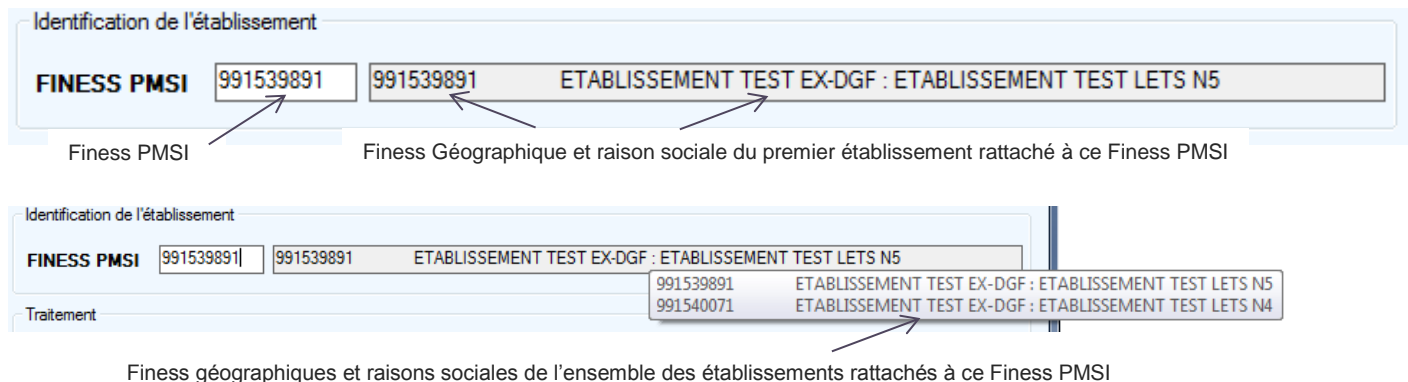 Identification de l'établissement
FINESS PMSI 991539891 991539891 ETABLISSEMENT TEST EX-DGF : ETABLISSEMENT TEST LETS N5
Finess PMSI Finess Géographique et raison sociale du premier établissement rattaché à ce Finess PMSI
Identification de l'établissement
FINESS PMSI 991539891 991539891 ETABLISSEMENT TEST EX-DGF : ETABLISSEMENT TEST LETS N5
991539891 ETABLISSEMENT TEST EX-DGF : ETABLISSEMENT TEST LETS N5
991540071 ETABLISSEMENT TEST EX-DGF : ETABLISSEMENT TEST LETS N4
Traitement
Finess géographiques et raisons sociales de l’ensemble des établissements rattachés à ce Finess PMSI